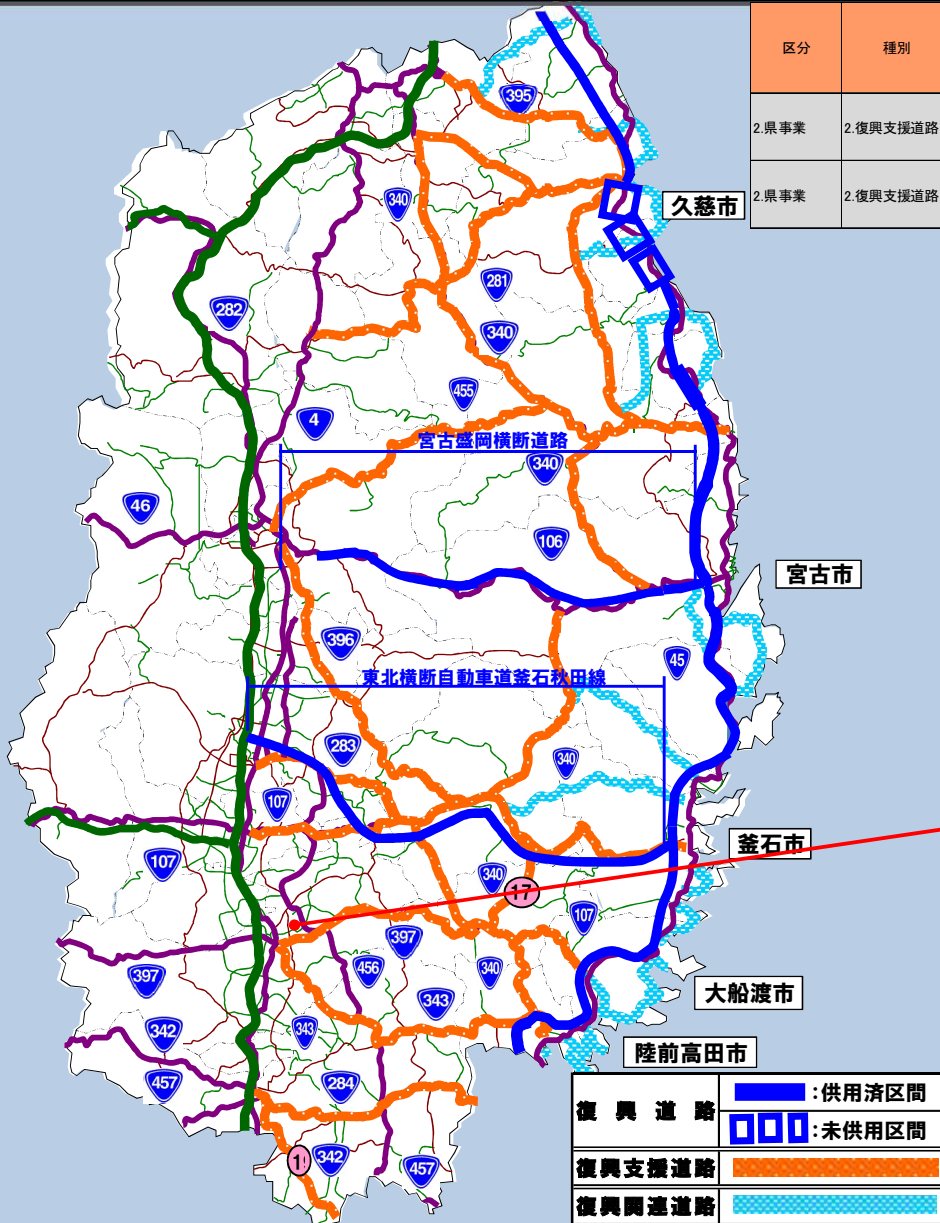 区分 種別
2.県事業 2.復興支援道路
2.県事業 2.復興支援道路
395
340
久慈市
281
282
340
455
4
宮古盛岡横断道路
340
46
106
宮古市
396
45
東北横断自動車道釜石秋田線
283
340
107
釜石市
107
340
17
107
397
456
340
397
大船渡市
343
342
343
陸前高田市
284
457
342
457
復興道路 :供用済区間
:未供用区間
復興支援道路
復興関連道路